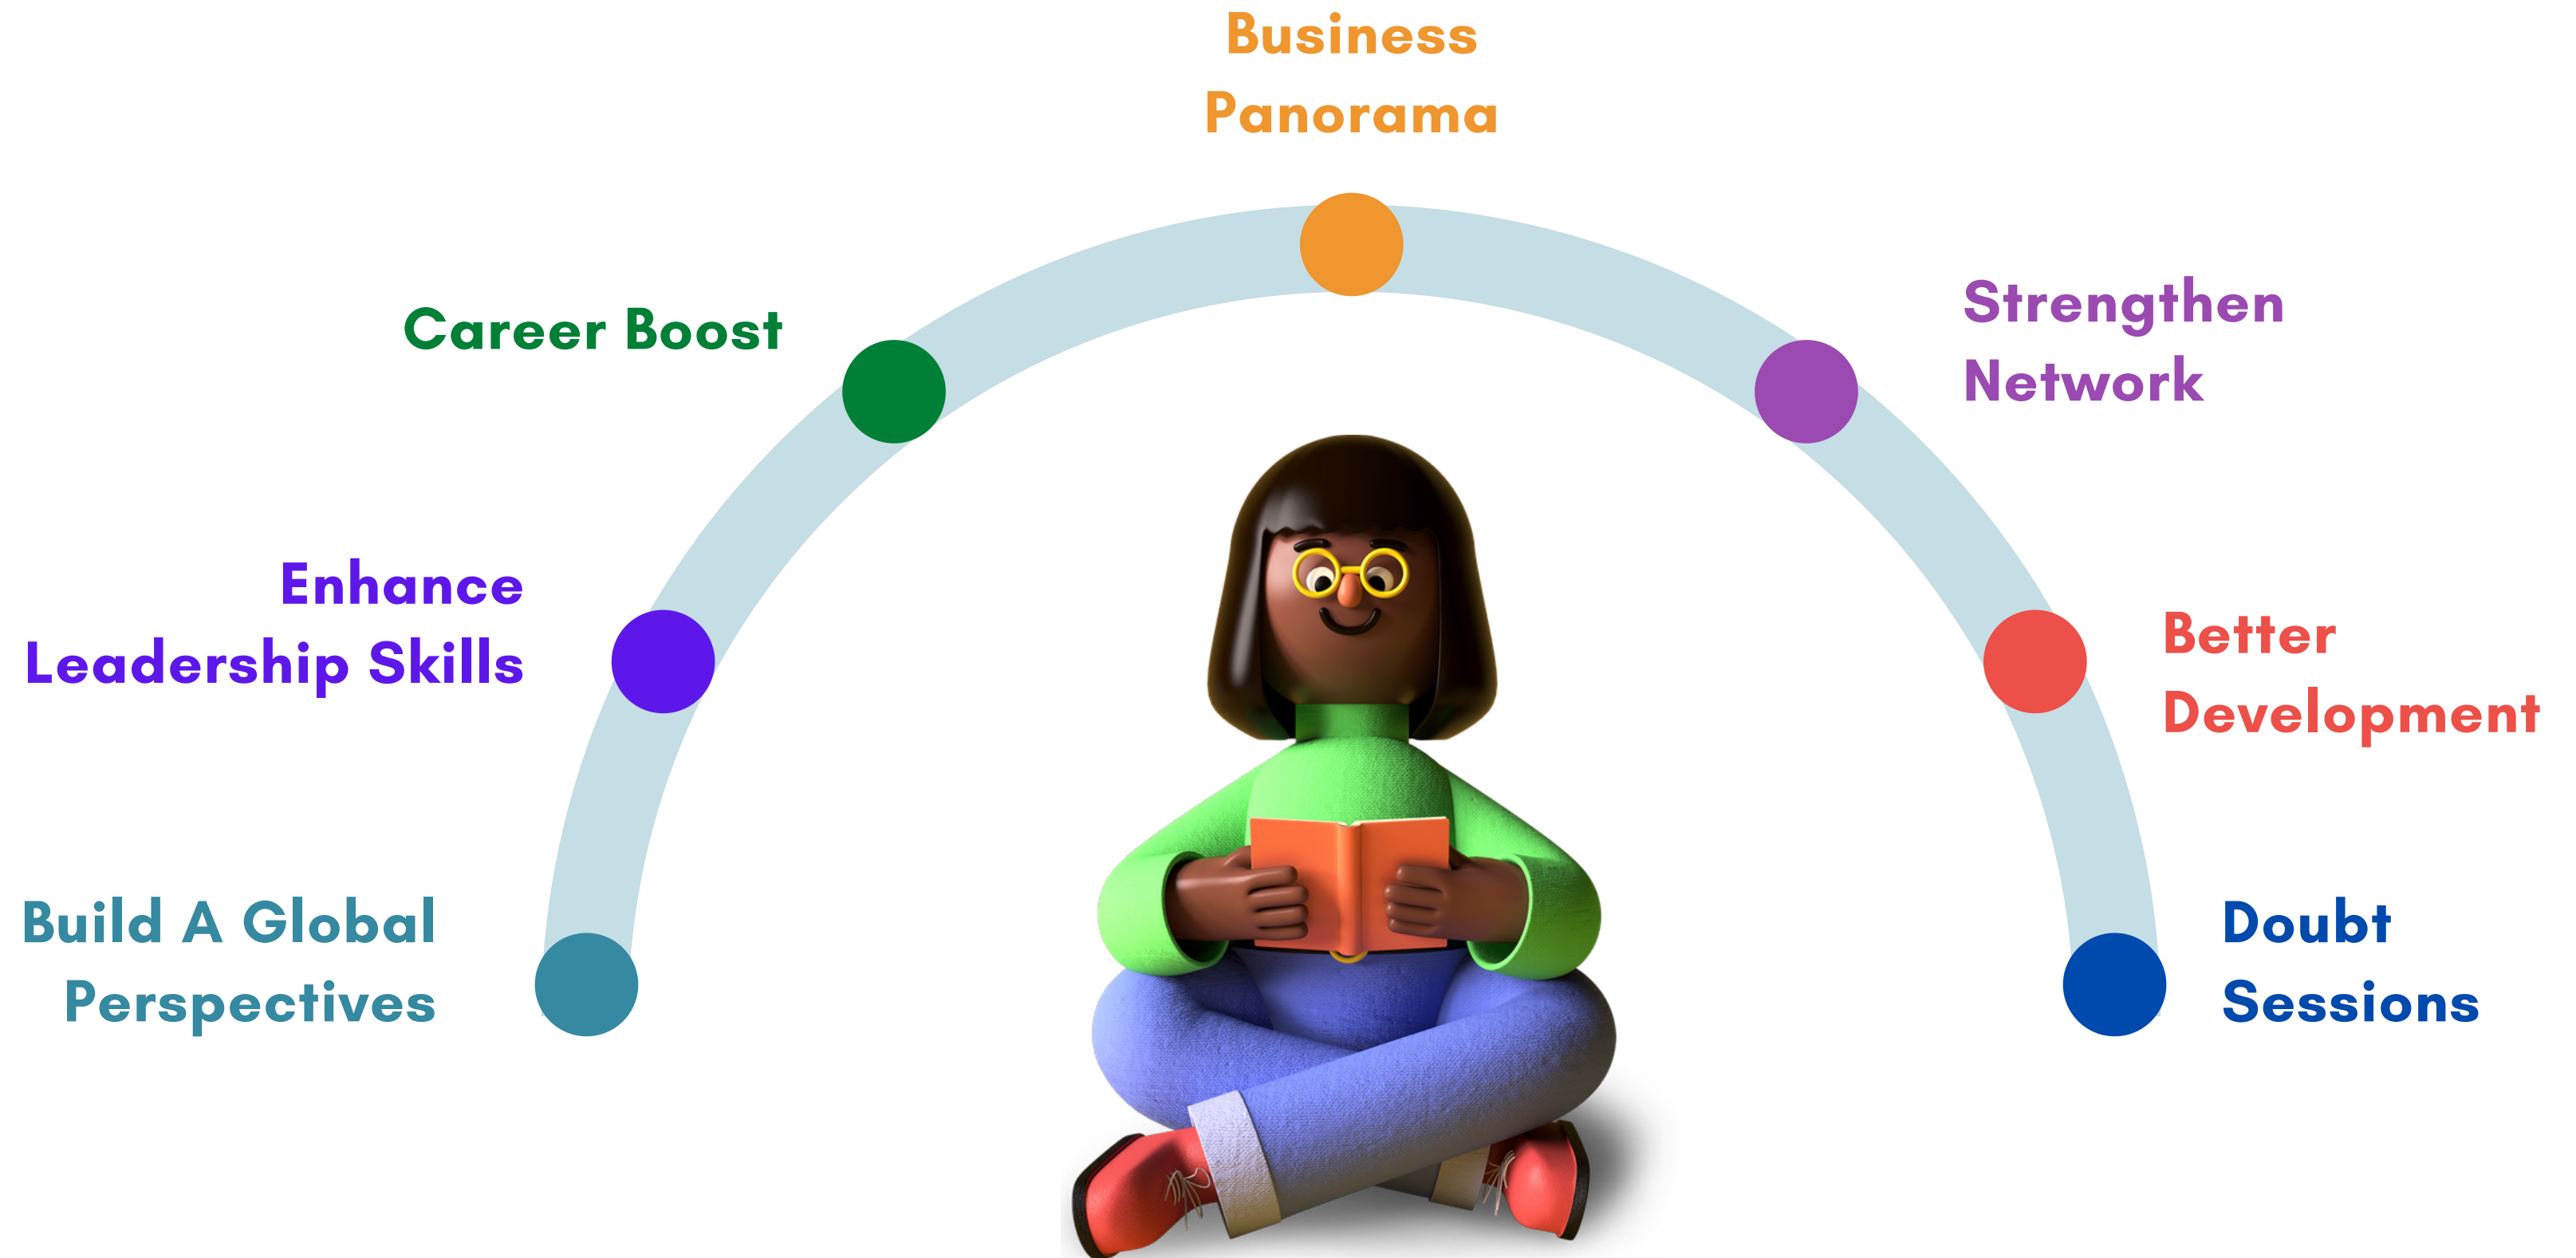 Business
Panorama
Career Boost
Strengthen
Network
Enhance
Leadership Skills
Better
Development
Build A Global
Perspectives
Doubt
Sessions